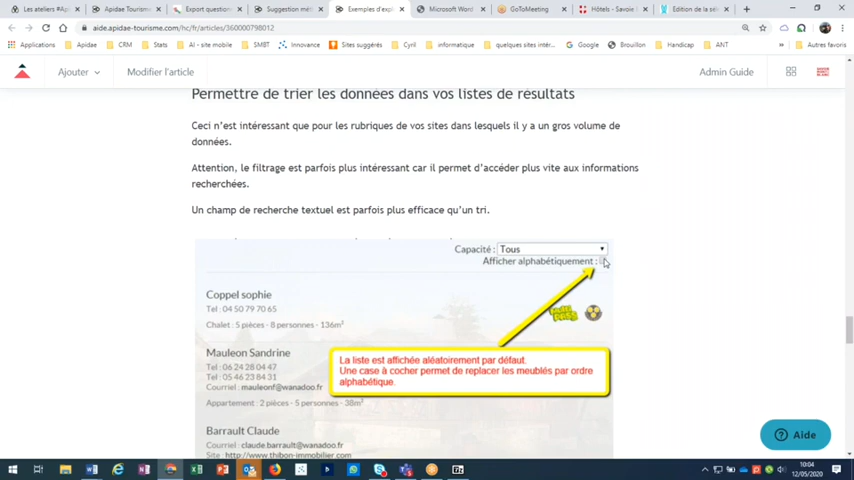 Les ateliers #Ap
Apidae Tourisme
Export question
Suggestion mét
Exemples d'expl
Microsoft Word
GoToMeeting
Hôtels - Savoie
Edition de la sé
aide.apidae-tourisme.com/hc/fr/articles/360000798012
Applications
Apidae
CRM
Stats
AI - site mobile
SMBT
Innovance
Sites suggérés
informatique
quelques sites intér...
Google
Brouillon
Handicap
ANT
Autres favoris
Ajouter
Modifier l'article
Admin Guide
Permettre de trier les données dans vos listes de résultats
Ceci n'est intéressant que pour les rubriques de vos sites dans lesquels il y a un gros volume de
données.
Attention, le filtrage est parfois plus intéressant car il permet d'accéder plus vite aux informations
recherchées.
Un champ de recherche textuel est parfois plus efficace qu'un tri.
Capacité : Tous
Afficher alphabétiquement :
Coppel sophie
Tel : 04 50 79 70 65
Chalet : 5 pièces - 8 personnes - 136m²
Mauleon Sandrine
Tel : 06 24 28 04 47
Tel : 05 46 23 84 31
Courriel : mauleonf@wanadoo.fr
Appartement : 2 pièces - 5 personnes - 38m²
La liste est affichée aléatoirement par défaut.
Une case à cocher permet de replacer les meublés par ordre
alphabétique.
Barrault Claude
Courriel : claude.barrault@wanadoo.fr
Site : http://www.thibon-immobilier.com
Aide
10:04
12/05/2020